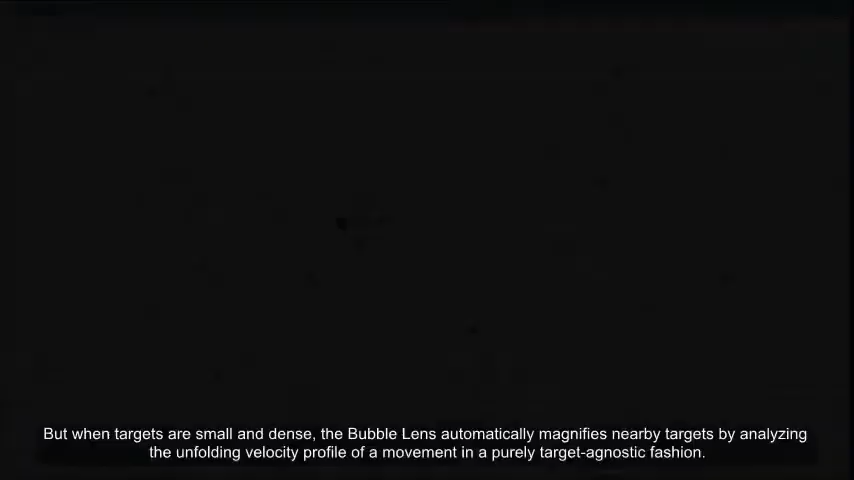 But when targets are small and dense, the Bubble Lens automatically magnifies nearby targets by analyzing
the unfolding velocity profile of a movement in a purely target-agnostic fashion.